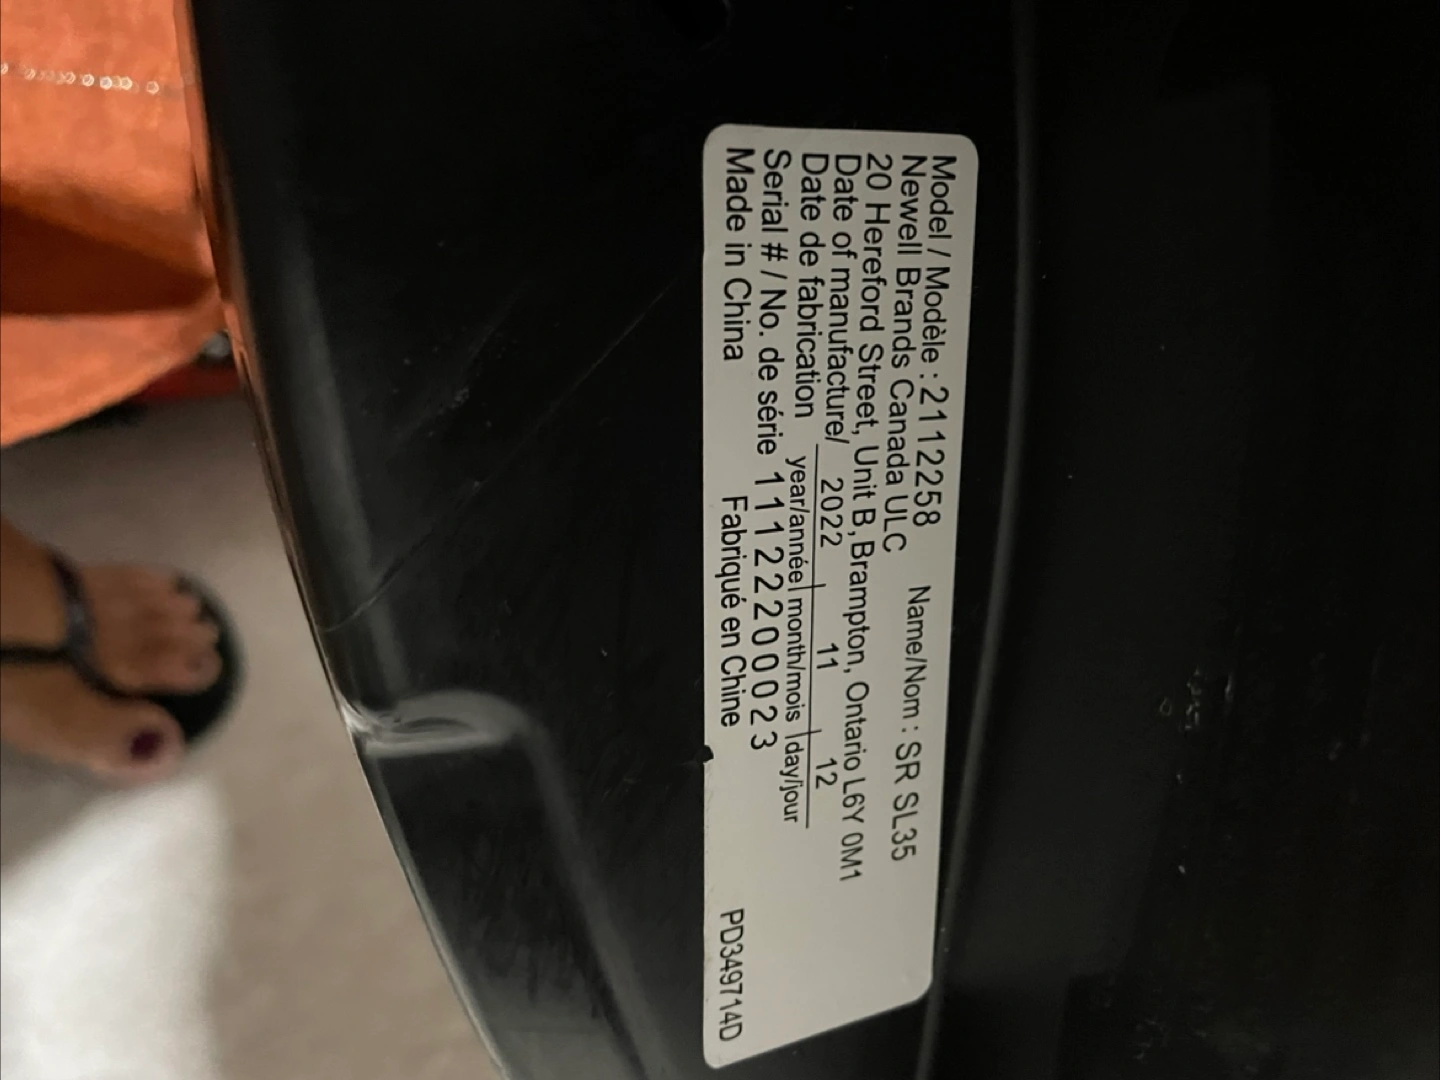 Model / Modèle : 2112258 Name/Nom : SR SL35
Newell Brands Canada ULC
20 Hereford Street, Unit B, Brampton, Ontario L6Y 0M1
Date of manufacture/ 2022 11 12
Date de fabrication year/année month/mois day/jour
Serial # / No. de série 11122200023
Made in China Fabriqué en Chine PD349714D